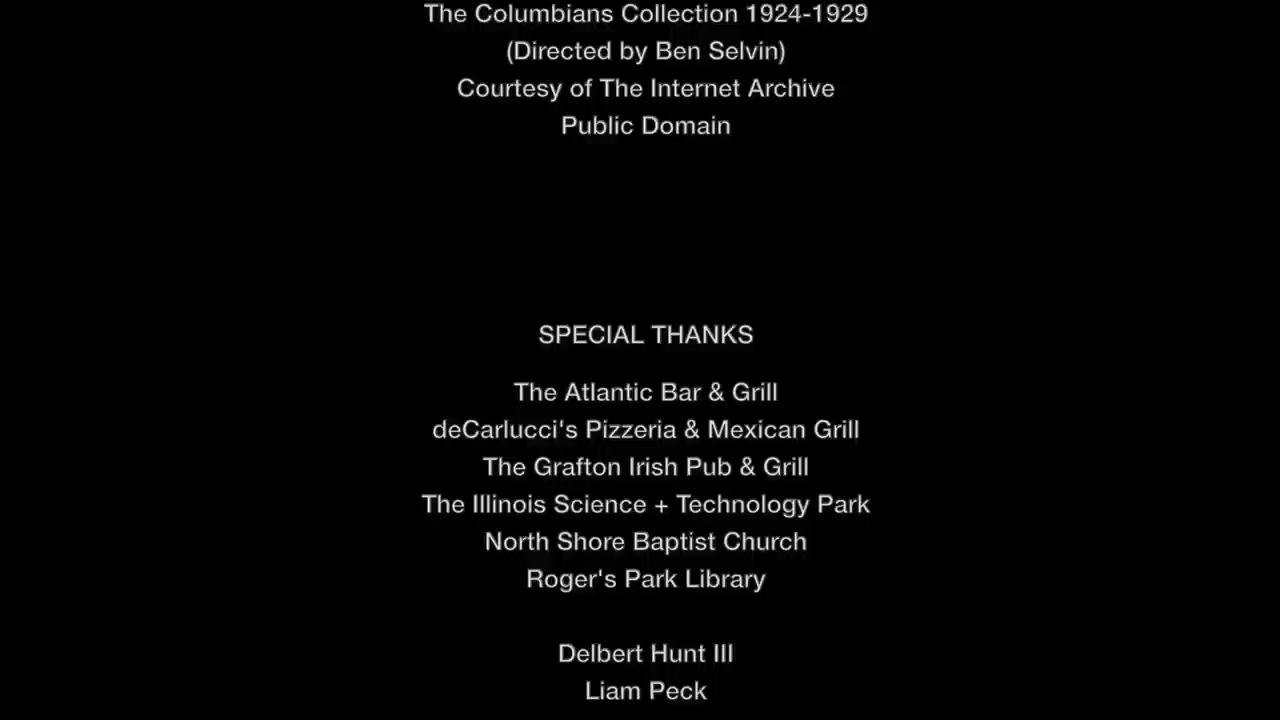 The Columbians Collection 1924-1929
(Directed by Ben Selvin)
Courtesy of The Internet Archive
Public Domain
SPECIAL THANKS
The Atlantic Bar & Grill
deCarlucci's Pizzeria & Mexican Grill
The Grafton Irish Pub & Grill
The Illinois Science + Technology Park
North Shore Baptist Church
Roger's Park Library
Delbert Hunt III
Liam Peck